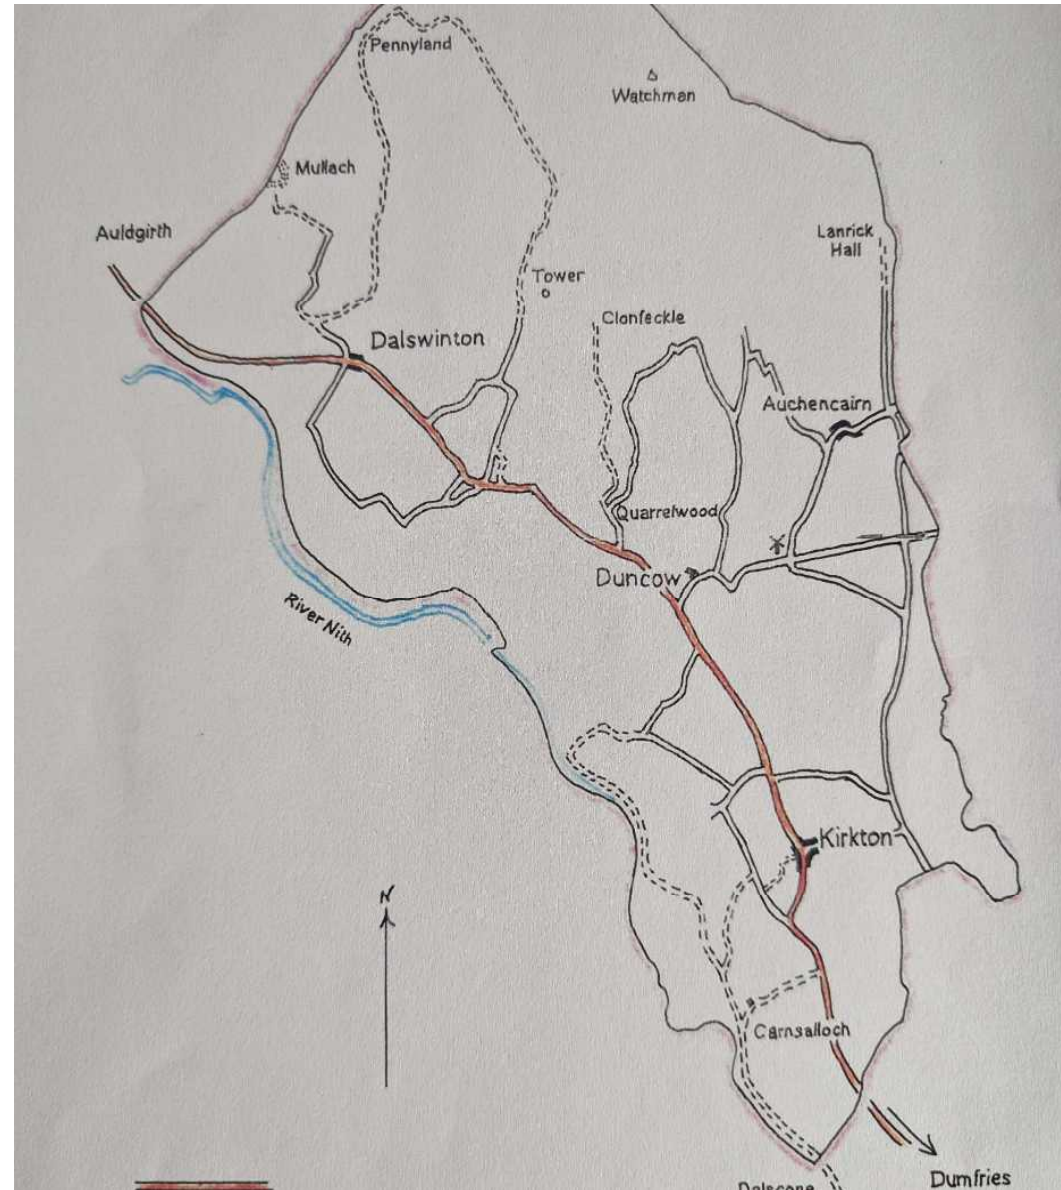 Pennyland
Watchman
Mullach
Auldgirth
Lanrick
Hall
Tower
Clonfeckle
Dalswinton
Auchencairn
Quarrelwood
Duncow
River Nith
Kirkton
N
Carnsalloch
Dumfries